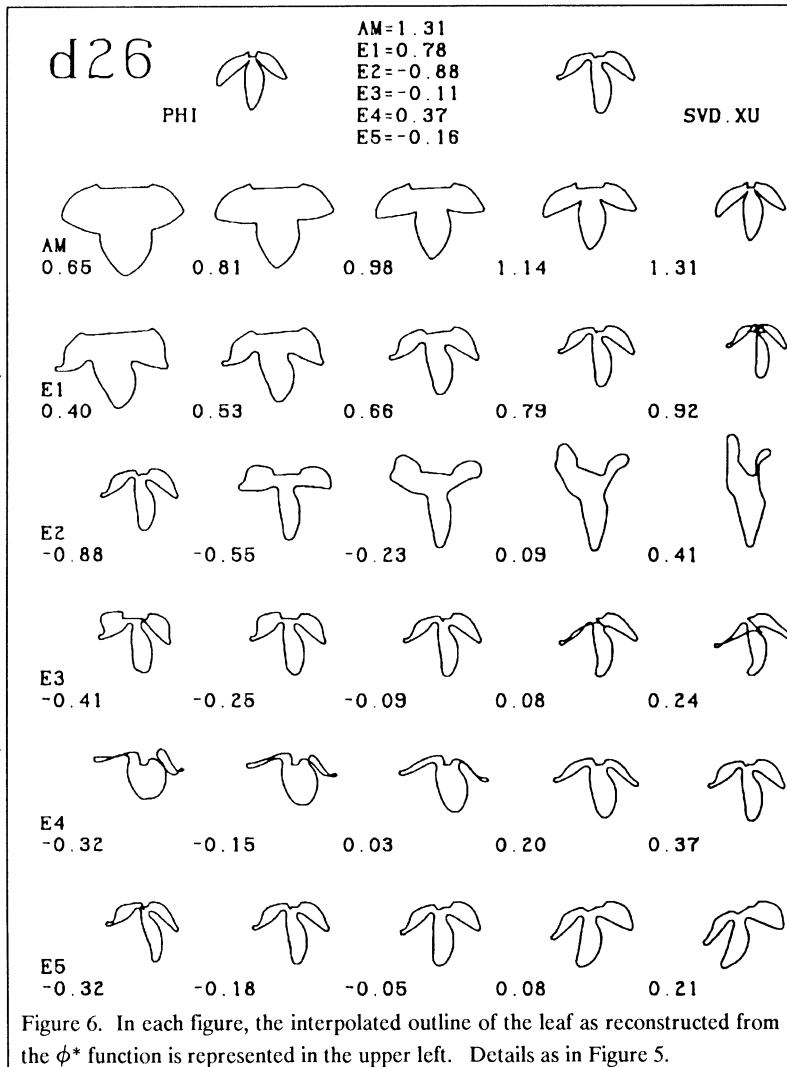 d26
AM=1.31
E1=0.78
E2=-0.88
E3=-0.11
E4=0.37
E5=-0.16
PHI
SVD.XU
AM
0.65 0.81 0.98 1.14 1.31
E1
0.40 0.53 0.66 0.79 0.92
E2
-0.88 -0.55 -0.23 0.09 0.41
E3
-0.41 -0.25 -0.09 0.08 0.24
E4
-0.32 -0.15 0.03 0.20 0.37
E5
-0.32 -0.18 -0.05 0.08 0.21
Figure 6. In each figure, the interpolated outline of the leaf as reconstructed from
the ϕ* function is represented in the upper left. Details as in Figure 5.